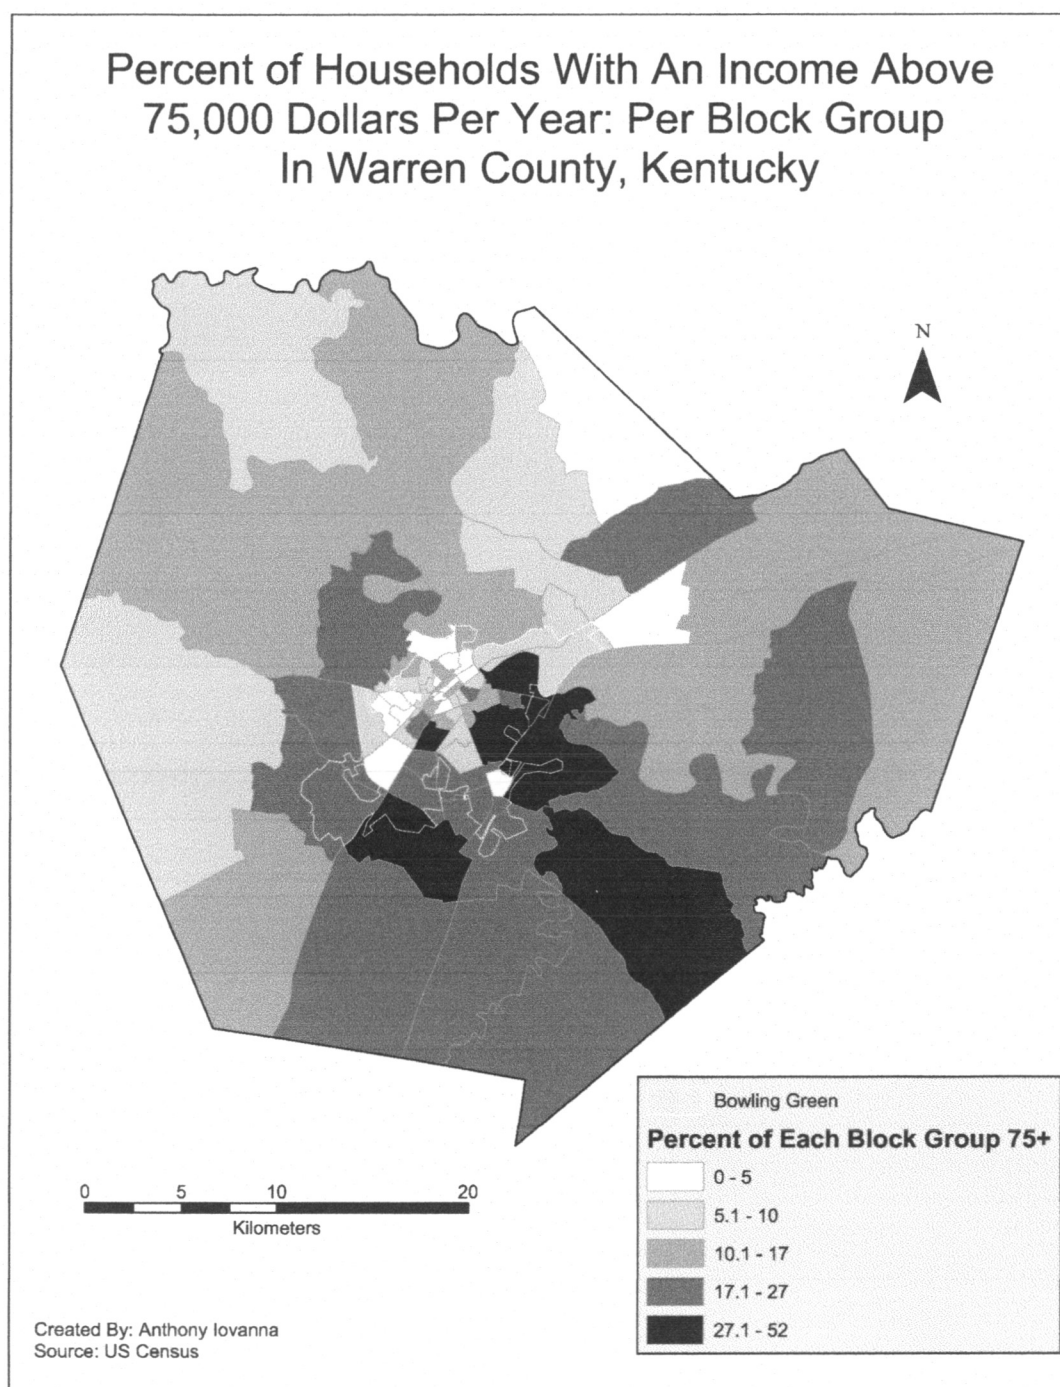 Percent of Households With An Income Above
75,000 Dollars Per Year: Per Block Group
In Warren County, Kentucky
N
Bowling Green
Percent of Each Block Group 75+
0 - 5
5.1 - 10
10.1 - 17
17.1 - 27
27.1 - 52
0 5 10 20
Kilometers
Created By: Anthony Iovanna
Source: US Census